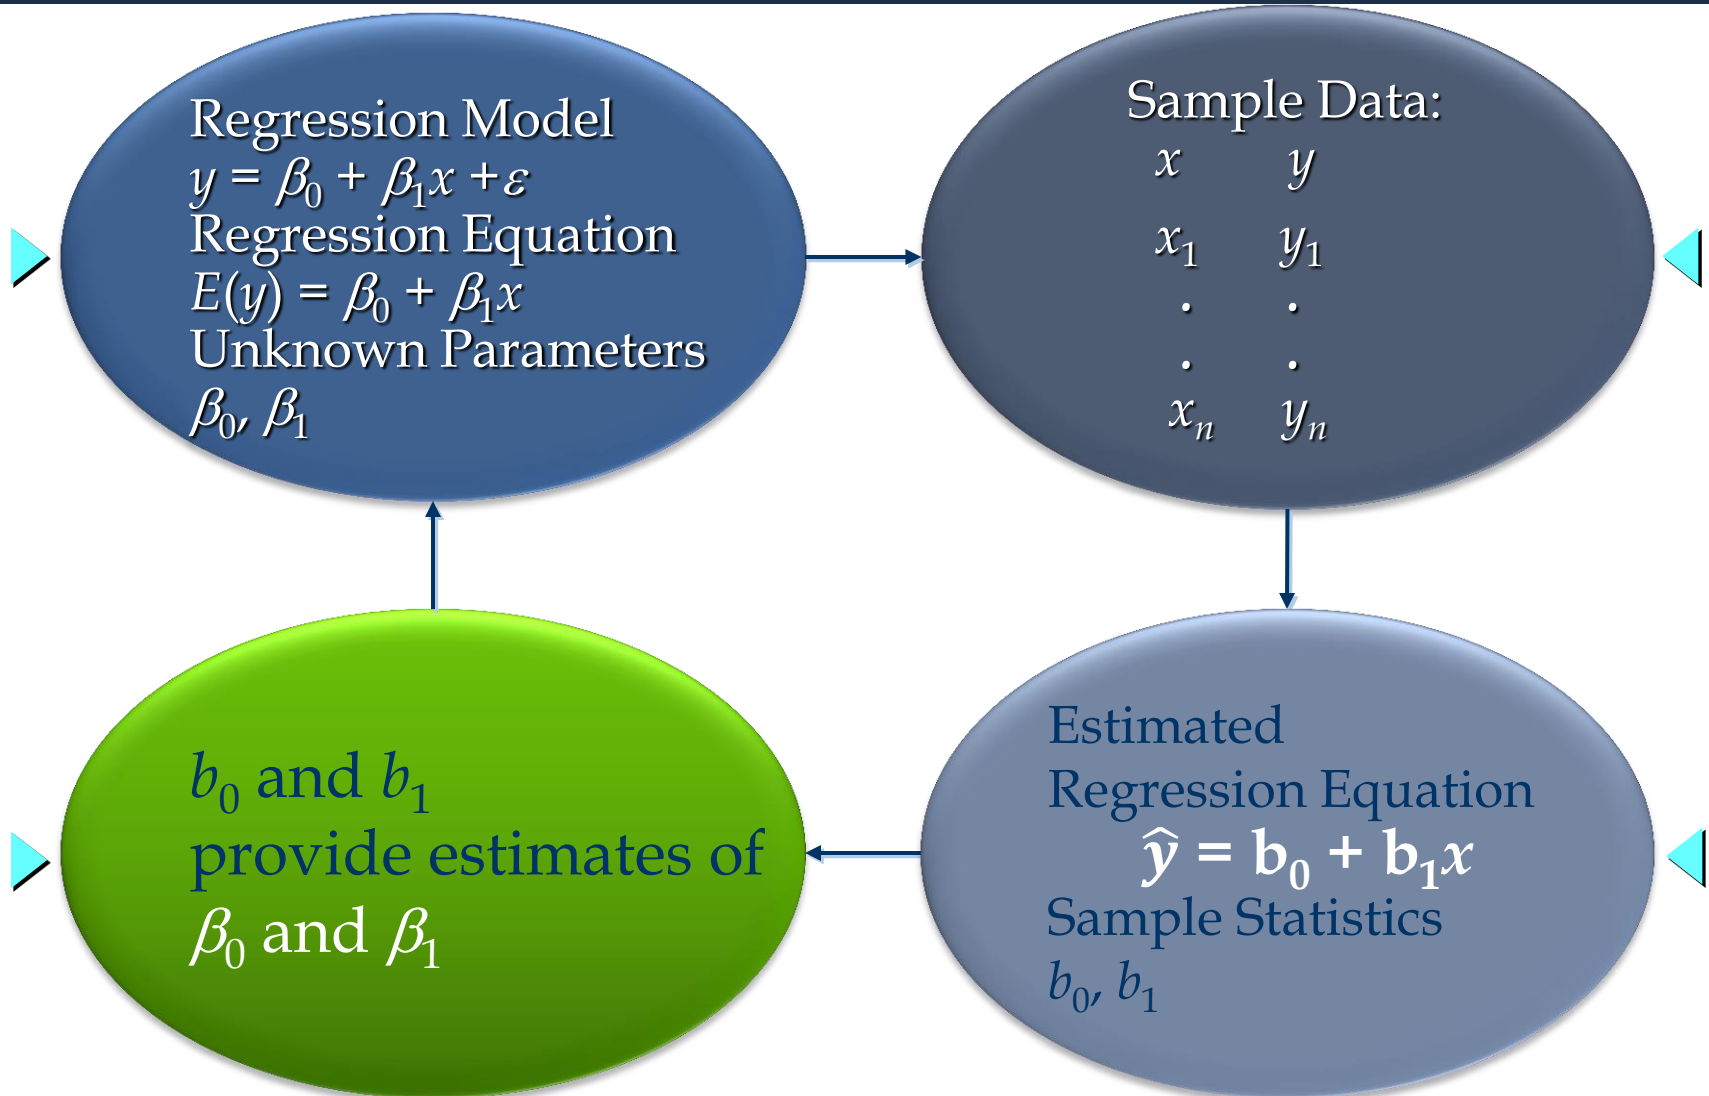 Regression Model
y = β0 + β1x +ε
Regression Equation
E(y) = β0 + β1x
Unknown Parameters
β0, β1
Sample Data:
x y
x1 y1
. .
. .
xn yn
b0 and b1
provide estimates of
β0 and β1
Estimated
Regression Equation
ŷ = b0 + b1x
Sample Statistics
b0, b1